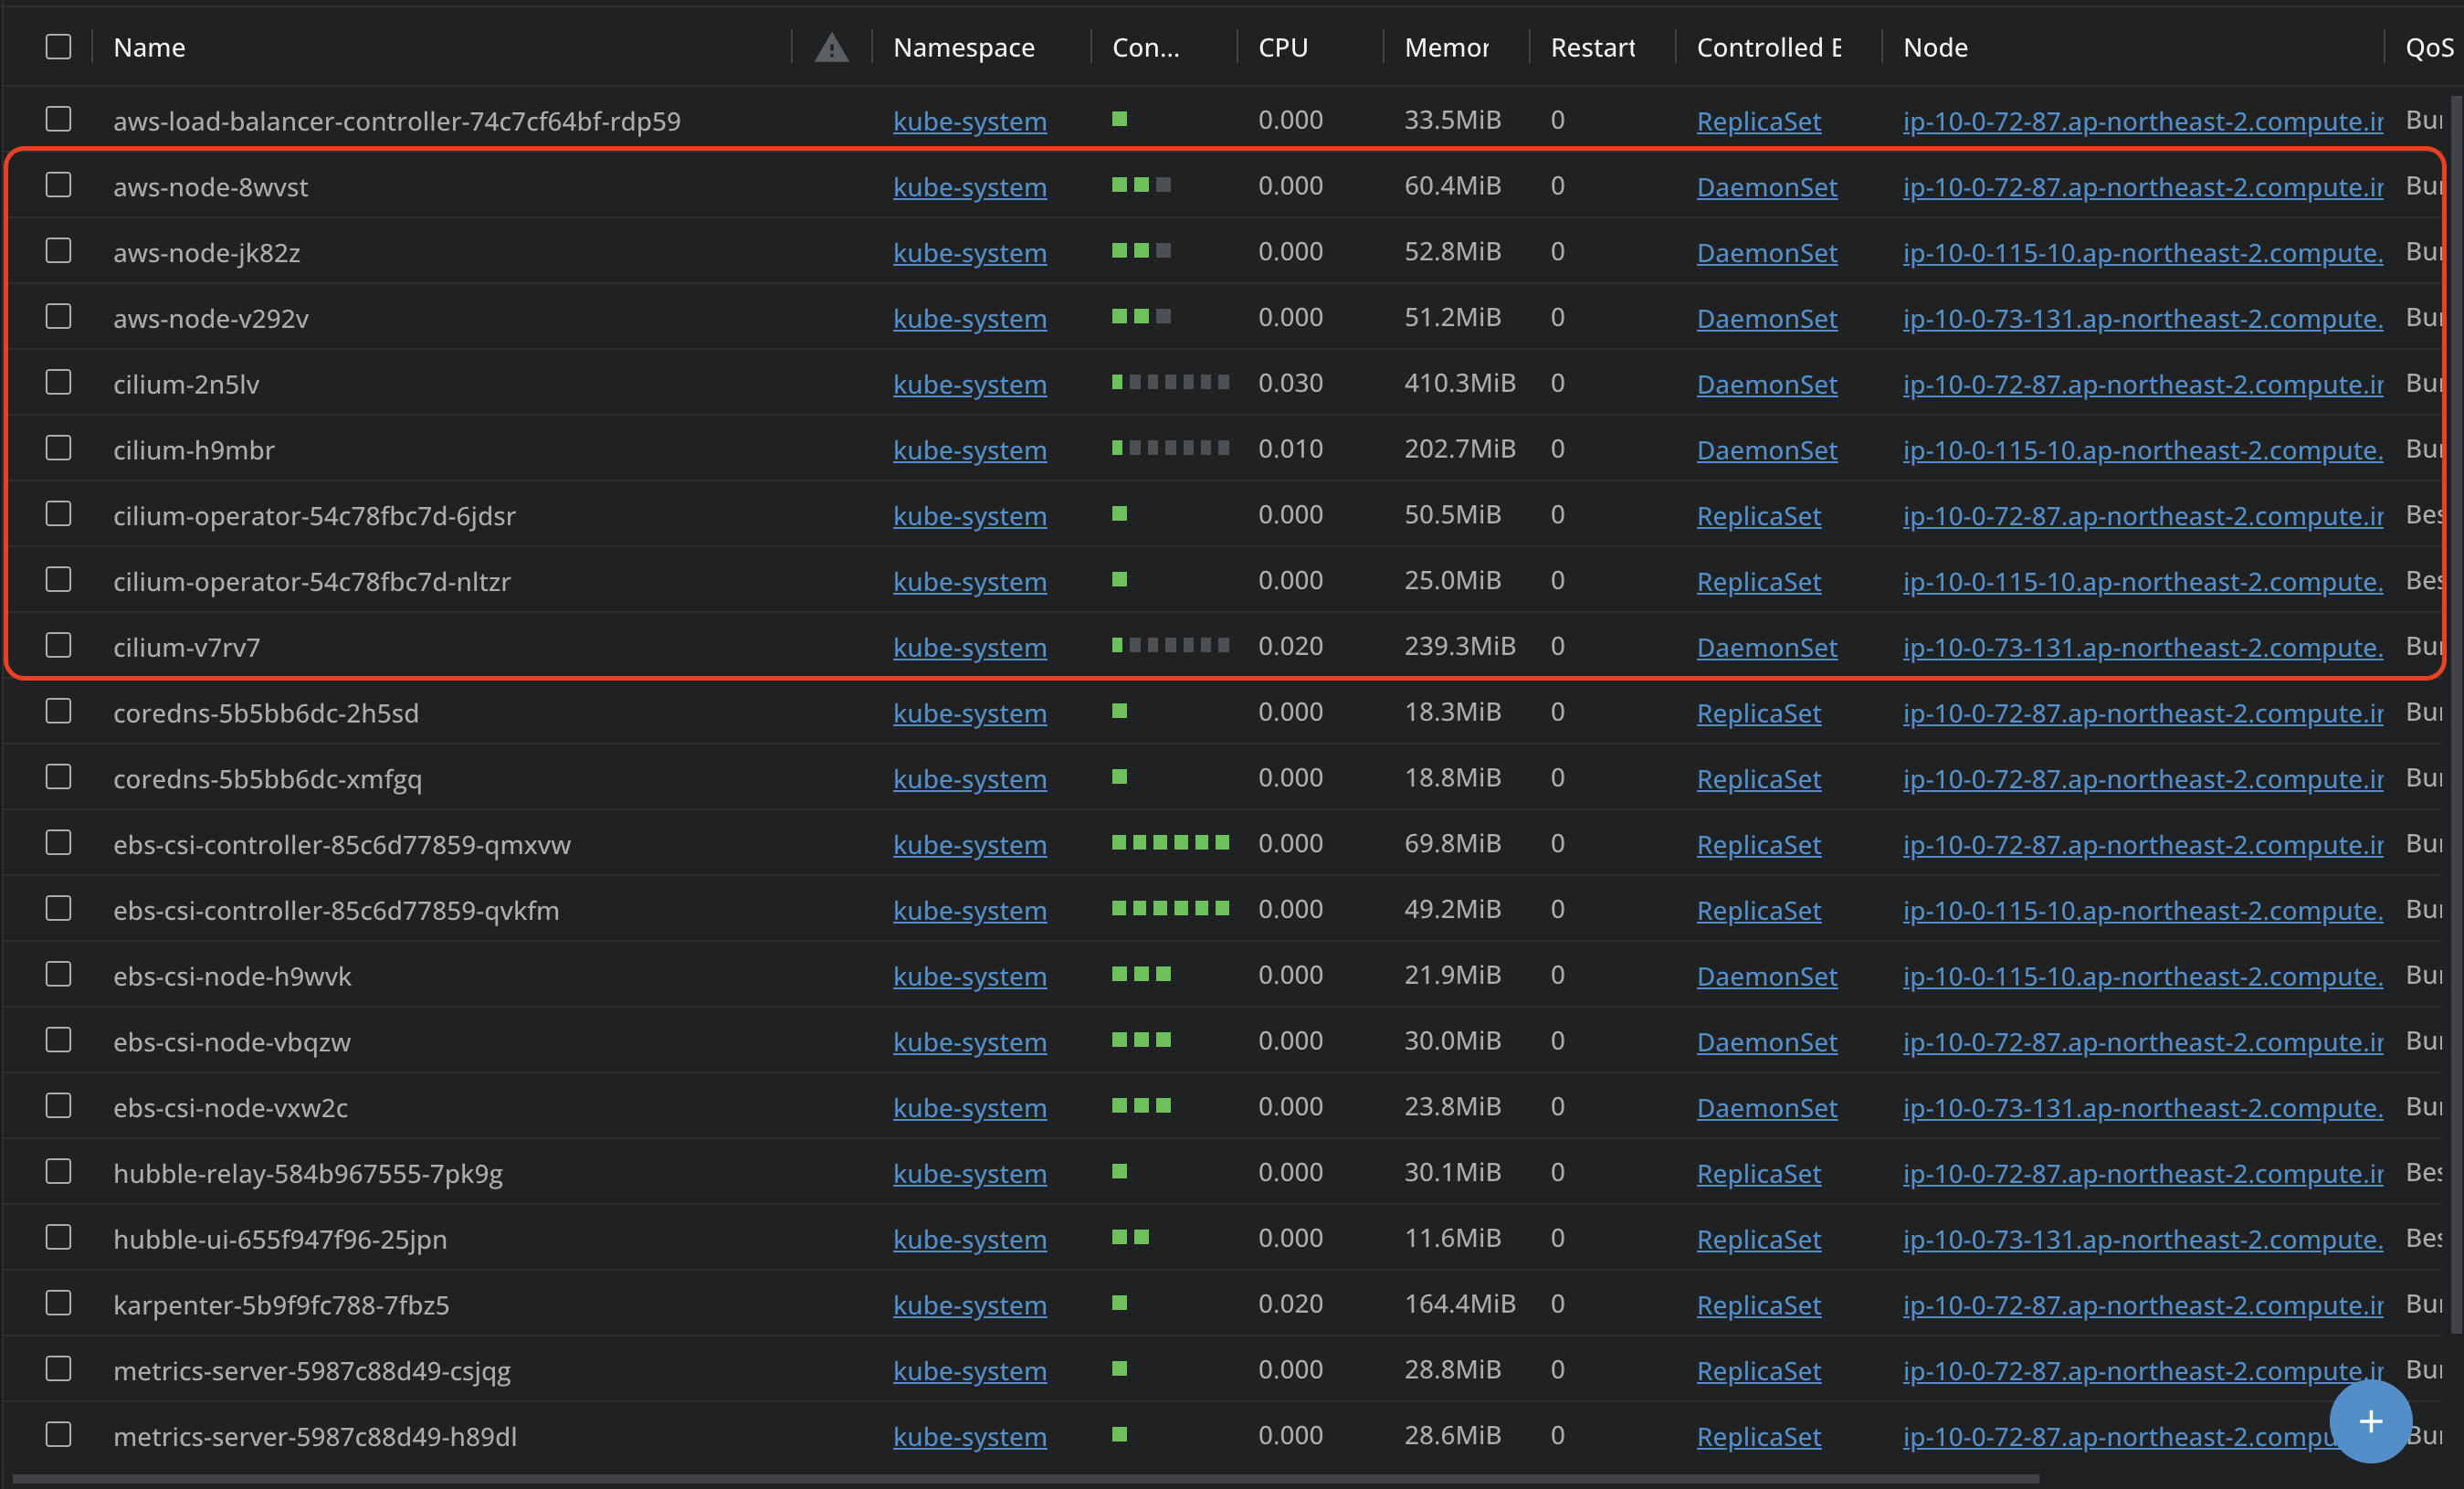 Name Namespace Con... CPU Memor Restart Controlled E Node QoS
aws-load-balancer-controller-74c7cf64bf-rdp59 kube-system 0.000 33.5MiB 0 ReplicaSet ip-10-0-72-87.ap-northeast-2.compute.ir Bur
aws-node-8wvst kube-system 0.000 60.4MiB 0 DaemonSet ip-10-0-72-87.ap-northeast-2.compute.ir Bur
aws-node-jk82z kube-system 0.000 52.8MiB 0 DaemonSet ip-10-0-115-10.ap-northeast-2.compute. Bur
aws-node-v292v kube-system 0.000 51.2MiB 0 DaemonSet ip-10-0-73-131.ap-northeast-2.compute. Bur
cilium-2n5lv kube-system 0.030 410.3MiB 0 DaemonSet ip-10-0-72-87.ap-northeast-2.compute.ir Bur
cilium-h9mbr kube-system 0.010 202.7MiB 0 DaemonSet ip-10-0-115-10.ap-northeast-2.compute. Bur
cilium-operator-54c78fbc7d-6jdsr kube-system 0.000 50.5MiB 0 ReplicaSet ip-10-0-72-87.ap-northeast-2.compute.ir Bes
cilium-operator-54c78fbc7d-nltzr kube-system 0.000 25.0MiB 0 ReplicaSet ip-10-0-115-10.ap-northeast-2.compute. Bes
cilium-v7rv7 kube-system 0.020 239.3MiB 0 DaemonSet ip-10-0-73-131.ap-northeast-2.compute. Bur
coredns-5b5bb6dc-2h5sd kube-system 0.000 18.3MiB 0 ReplicaSet ip-10-0-72-87.ap-northeast-2.compute.ir Bur
coredns-5b5bb6dc-xmfgq kube-system 0.000 18.8MiB 0 ReplicaSet ip-10-0-72-87.ap-northeast-2.compute.ir Bur
ebs-csi-controller-85c6d77859-qmxvw kube-system 0.000 69.8MiB 0 ReplicaSet ip-10-0-72-87.ap-northeast-2.compute.ir Bur
ebs-csi-controller-85c6d77859-qvkfm kube-system 0.000 49.2MiB 0 ReplicaSet ip-10-0-115-10.ap-northeast-2.compute. Bur
ebs-csi-node-h9wvk kube-system 0.000 21.9MiB 0 DaemonSet ip-10-0-115-10.ap-northeast-2.compute. Bur
ebs-csi-node-vbqzw kube-system 0.000 30.0MiB 0 DaemonSet ip-10-0-72-87.ap-northeast-2.compute.ir Bur
ebs-csi-node-vxw2c kube-system 0.000 23.8MiB 0 DaemonSet ip-10-0-73-131.ap-northeast-2.compute. Bur
hubble-relay-584b967555-7pk9g kube-system 0.000 30.1MiB 0 ReplicaSet ip-10-0-72-87.ap-northeast-2.compute.ir Bes
hubble-ui-655f947f96-25jpn kube-system 0.000 11.6MiB 0 ReplicaSet ip-10-0-73-131.ap-northeast-2.compute. Bes
karpenter-5b9f9fc788-7fbz5 kube-system 0.020 164.4MiB 0 ReplicaSet ip-10-0-72-87.ap-northeast-2.compute.ir Bur
metrics-server-5987c88d49-csjqg kube-system 0.000 28.8MiB 0 ReplicaSet ip-10-0-72-87.ap-northeast-2.compute.ir Bur
metrics-server-5987c88d49-h89dl kube-system 0.000 28.6MiB 0 ReplicaSet ip-10-0-72-87.ap-northeast-2.compu Bur